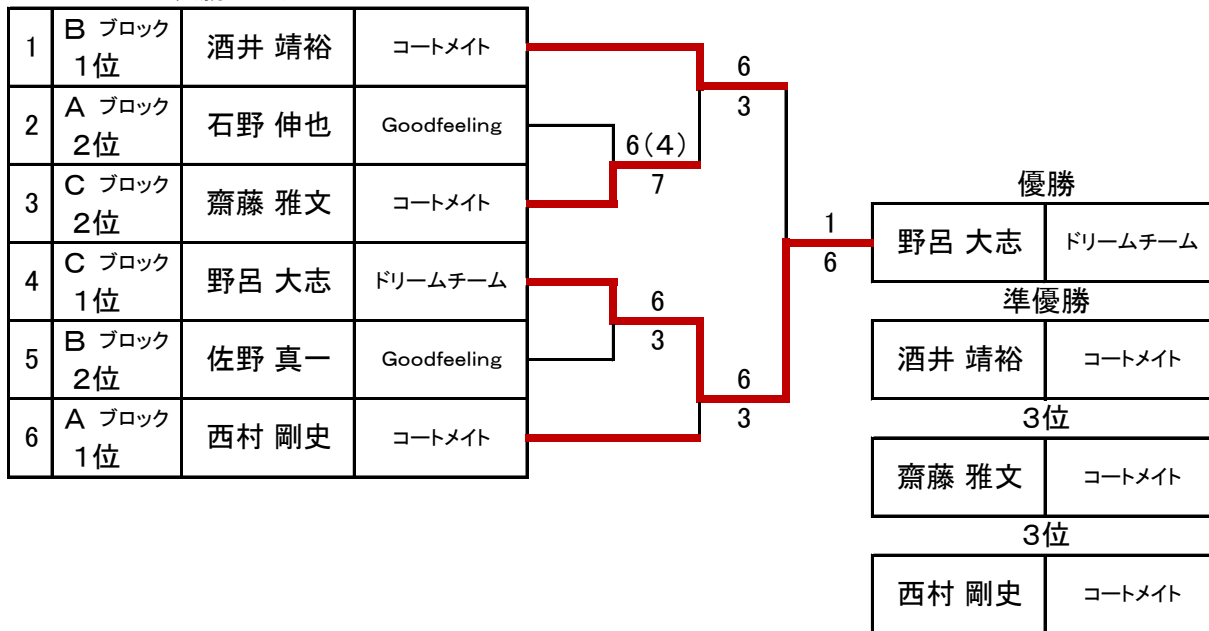 1 B ブロック 1位 酒井 靖裕 コートメイト
2 A ブロック 2位 石野 伸也 Goodfeeling
3 C ブロック 2位 齋藤 雅文 コートメイト
4 C ブロック 1位 野呂 大志 ドリームチーム
5 B ブロック 2位 佐野 真一 Goodfeeling
6 A ブロック 1位 西村 剛史 コートメイト
6(4)
7
6
3
6
3
6
3
1
6
優勝
野呂 大志 ドリームチーム
準優勝
酒井 靖裕 コートメイト
3位
齋藤 雅文 コートメイト
3位
西村 剛史 コートメイト